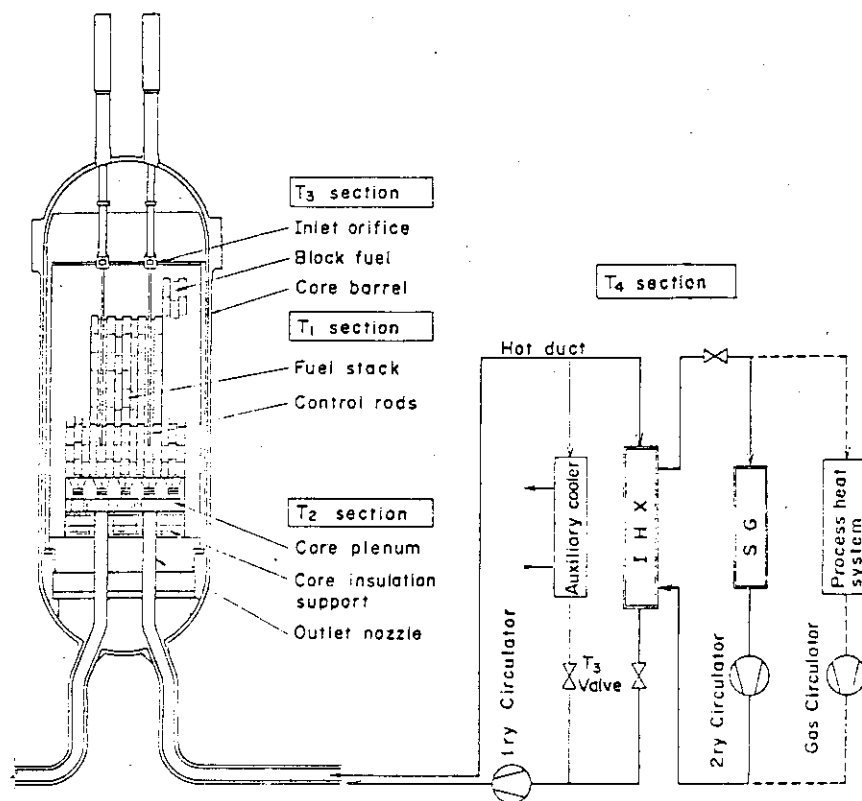 T3 section
Inlet orifice
Block fuel
Core barrel
T1 section
Fuel stack
Control rods
T2 section
Core plenum
Core insulation
support
Outlet nozzle
T4 section
Hot duct
Auxiliary cooler
IHX
SG
Process heat
system
T3
Valve
1ry Circulator
2ry Circulator
Gas Circulator